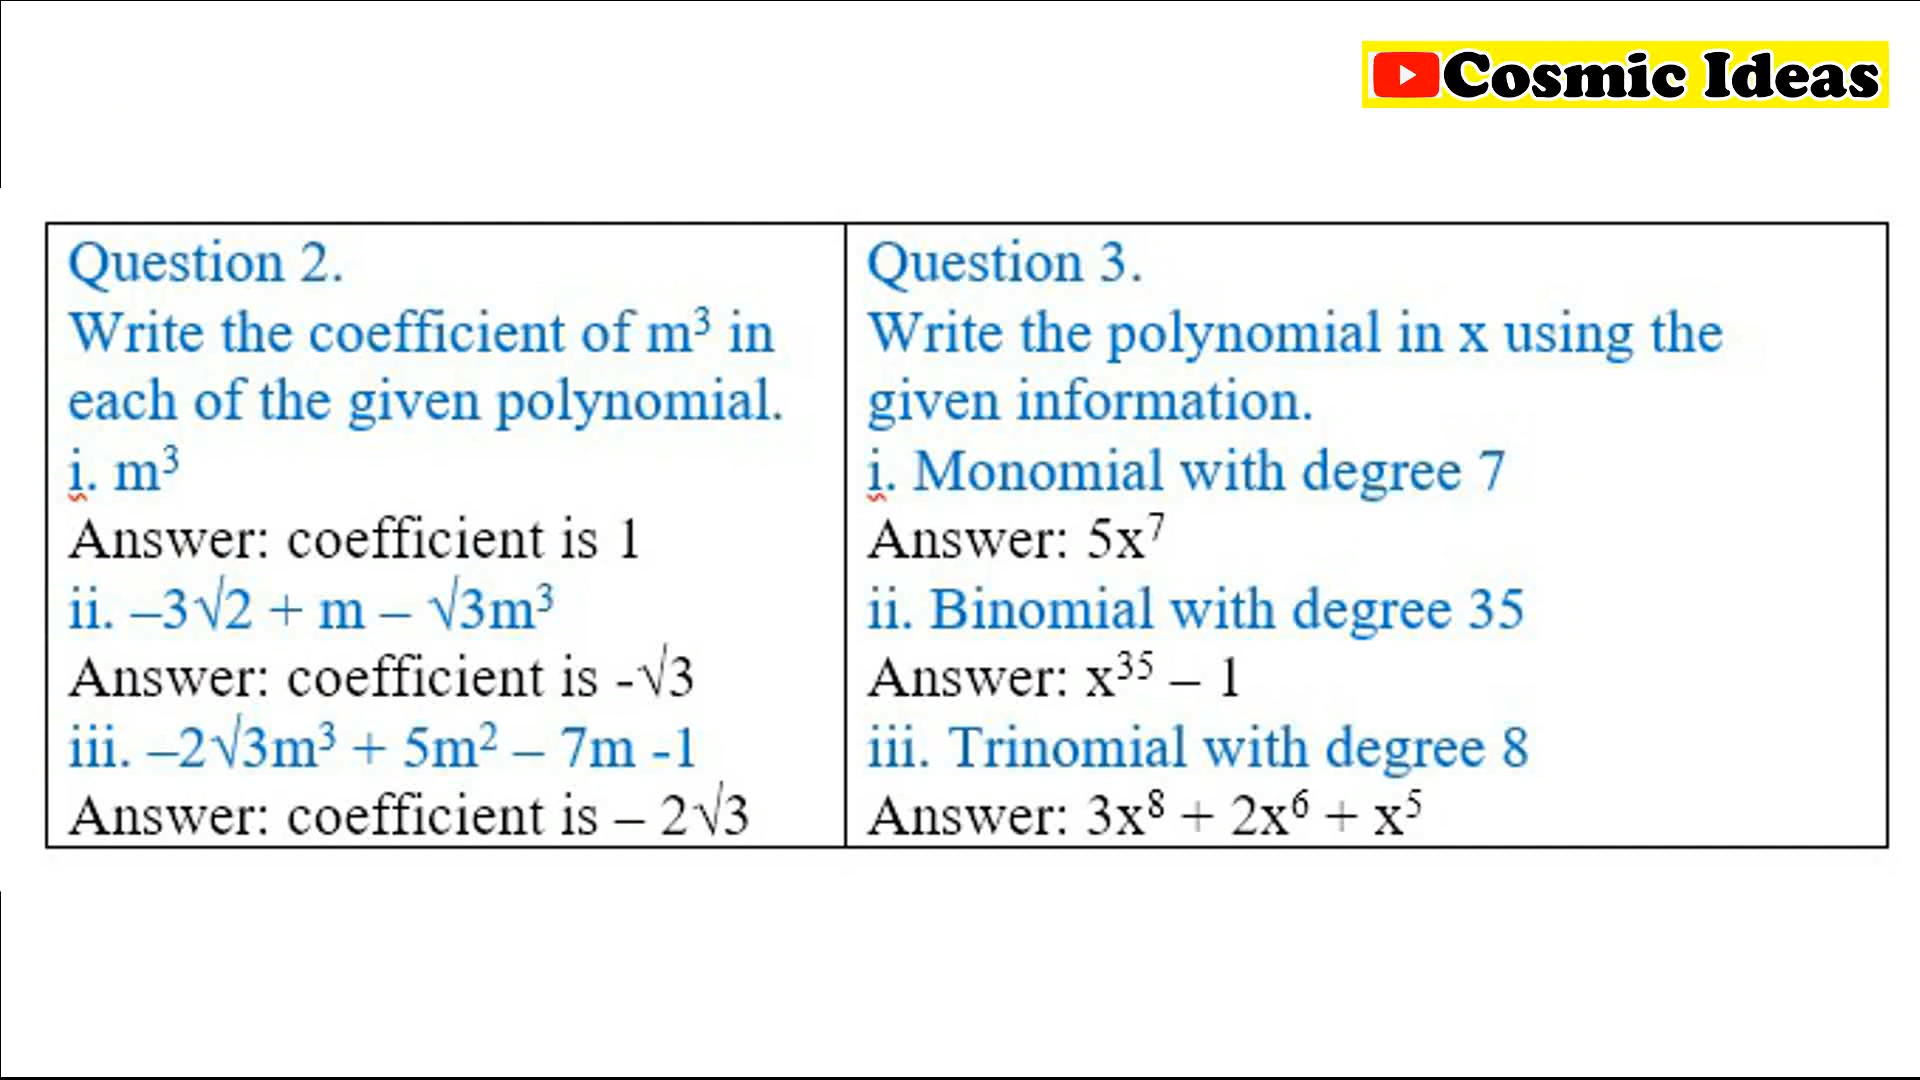 Cosmic Ideas
Question 2.
Write the coefficient of m³ in
each of the given polynomial.
i. m³
Answer: coefficient is 1
ii. –3√2 + m – √3m³
Answer: coefficient is -√3
iii. –2√3m³ + 5m² – 7m -1
Answer: coefficient is – 2√3
Question 3.
Write the polynomial in x using the
given information.
i. Monomial with degree 7
Answer: 5x⁷
ii. Binomial with degree 35
Answer: x³⁵ – 1
iii. Trinomial with degree 8
Answer: 3x⁸ + 2x⁶ + x⁵